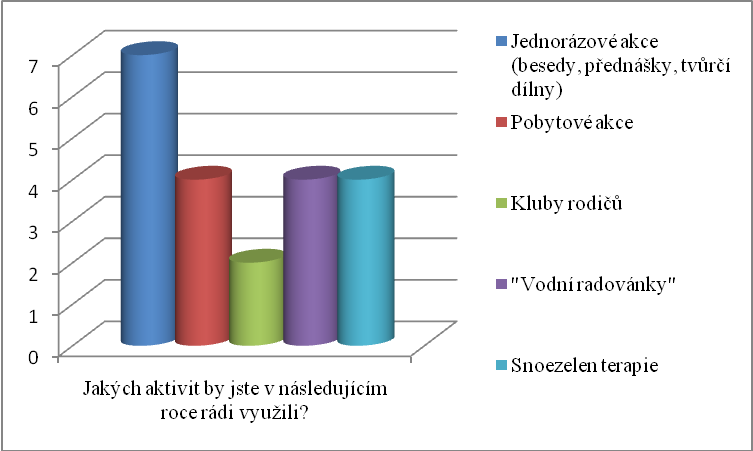 7
6
5
4
3
2
1
0
Jakých aktivit by jste v následujícím
roce rádi využili?
Jednorázové akce
(besedy, přednášky, tvůrčí
dílny)
Pobytové akce
Kluby rodičů
"Vodní radovánky"
Snoezelen terapie